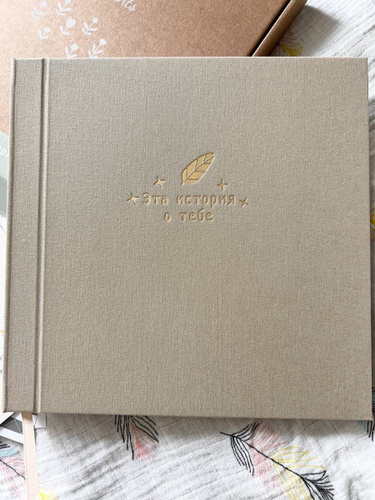 Эта история
о тебе